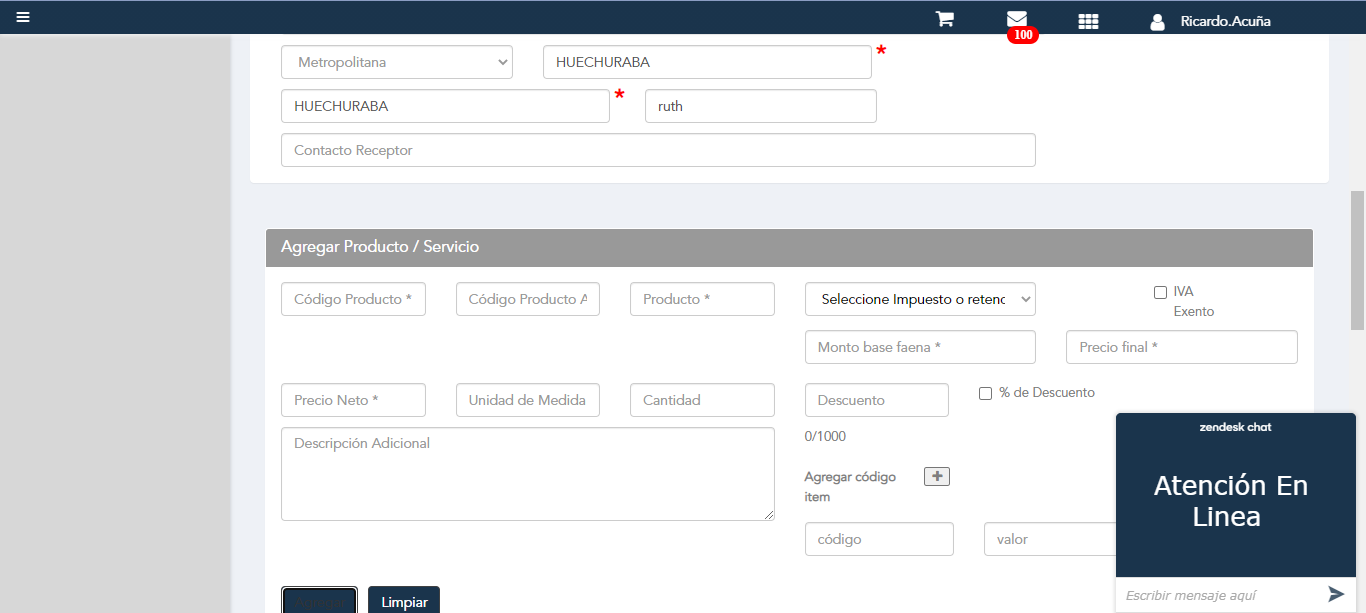 Ricardo.Acuña
100
Metropolitana
HUECHURABA
*
HUECHURABA
*
ruth
Contacto Receptor
Agregar Producto / Servicio
Código Producto *
Código Producto A
Producto *
Seleccione Impuesto o retenc
IVA
Exento
Monto base faena *
Precio final *
Precio Neto *
Unidad de Medida
Cantidad
Descuento
% de Descuento
Descripción Adicional
0/1000
Agregar código
item
+
código
valor
Limpiar
zendesk chat
Atención En
Linea
Escribir mensaje aquí